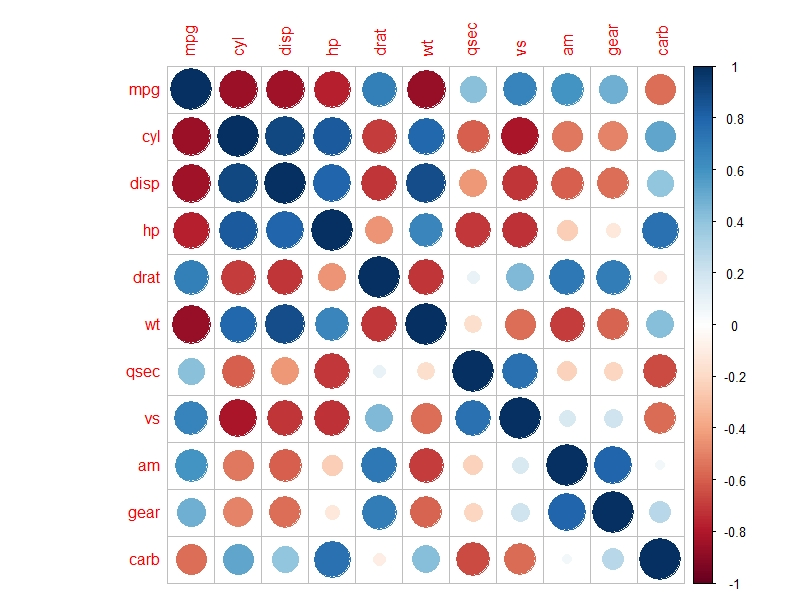 mpg cyl disp hp drat wt qsec vs am gear carb
mpg
cyl
disp
hp
drat
wt
qsec
vs
am
gear
carb
1
0.8
0.6
0.4
0.2
0
-0.2
-0.4
-0.6
-0.8
-1